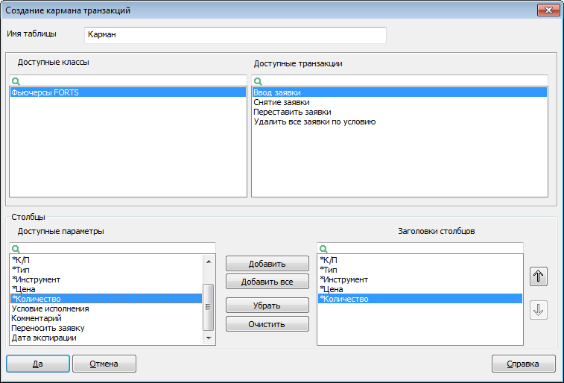 Создание кармана транзакций
Имя таблицы
Карман
Доступные классы
Доступные транзакции
Фьючерсы FORTS
Ввод заявки
Снятие заявки
Переставить заявки
Удалить все заявки по условию
Столбцы
Доступные параметры
Заголовки столбцов
*К/П
*Тип
*Инструмент
*Цена
*Количество
Условие исполнения
Комментарий
Переносить заявку
Дата экспирации
Добавить
Добавить все
Убрать
Очистить
*К/П
*Тип
*Инструмент
*Цена
*Количество
Да
Отмена
Справка